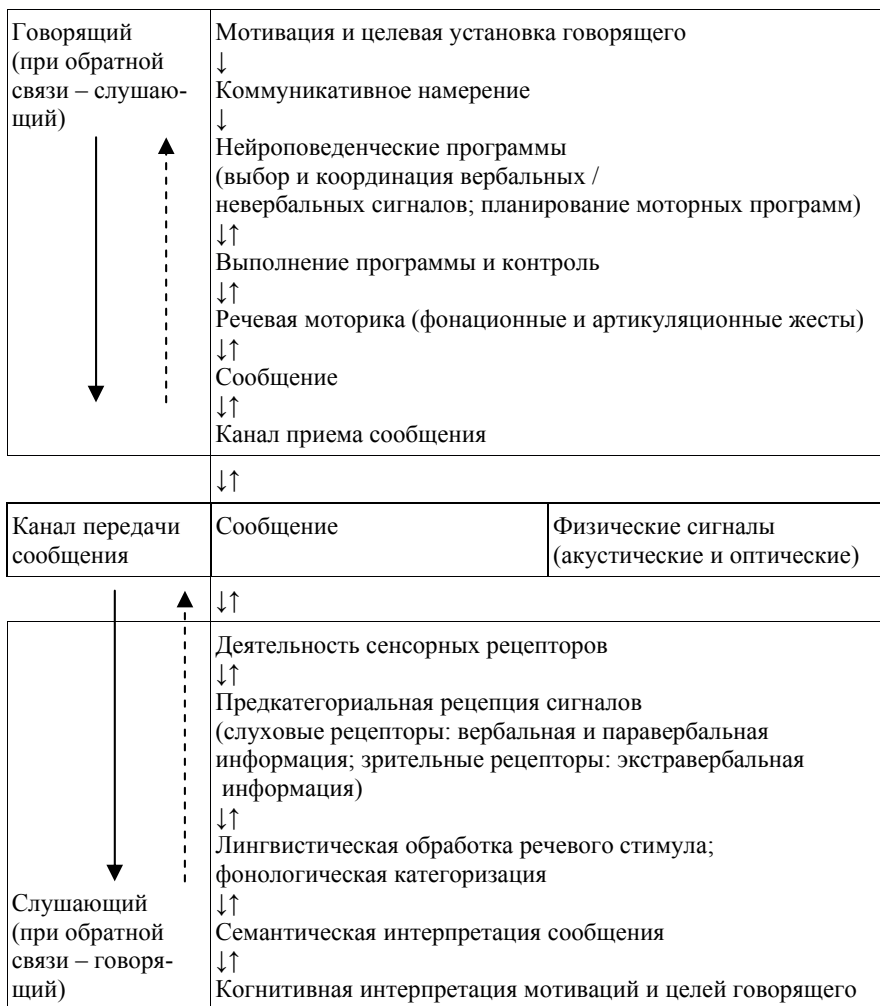 Говорящий
(при обратной
связи – слушаю-
щий)
Мотивация и целевая установка говорящего
↓
Коммуникативное намерение
↓
Нейроповеденческие программы
(выбор и координация вербальных /
невербальных сигналов; планирование моторных программ)
↓↑
Выполнение программы и контроль
↓↑
Речевая моторика (фонационные и артикуляционные жесты)
↓↑
Сообщение
↓↑
Канал приема сообщения
↓↑
Канал передачи
сообщения
Сообщение
Физические сигналы
(акустические и оптические)
↓↑
Деятельность сенсорных рецепторов
↓↑
Предкатегориальная рецепция сигналов
(слуховые рецепторы: вербальная и паравербальная
информация; зрительные рецепторы: экстравербальная
информация)
↓↑
Лингвистическая обработка речевого стимула;
фонологическая категоризация
↓↑
Семантическая интерпретация сообщения
↓↑
Когнитивная интерпретация мотиваций и целей говорящего
Слушающий
(при обратной
связи – говоря-
щий)